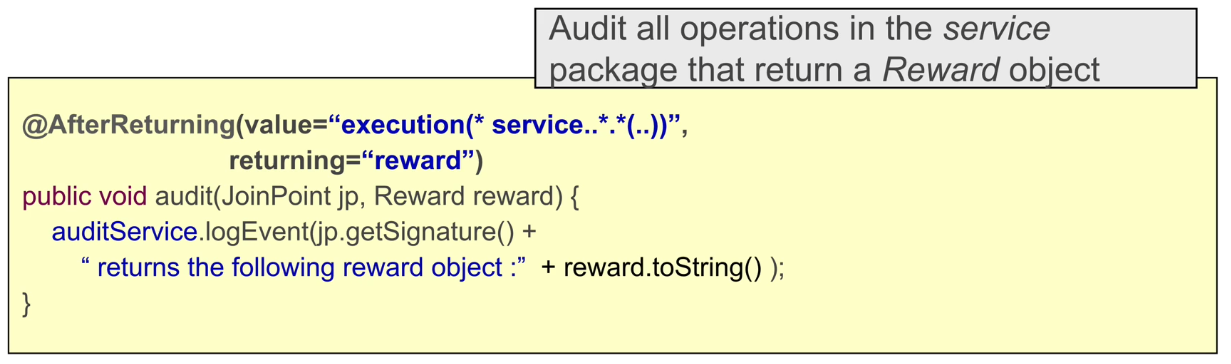 Audit all operations in the service
package that return a Reward object
@AfterReturning(value=“execution(* service..*.*(..))”,
returning=“reward”)
public void audit(JoinPoint jp, Reward reward) {
auditService.logEvent(jp.getSignature() +
“ returns the following reward object :” + reward.toString() );
}